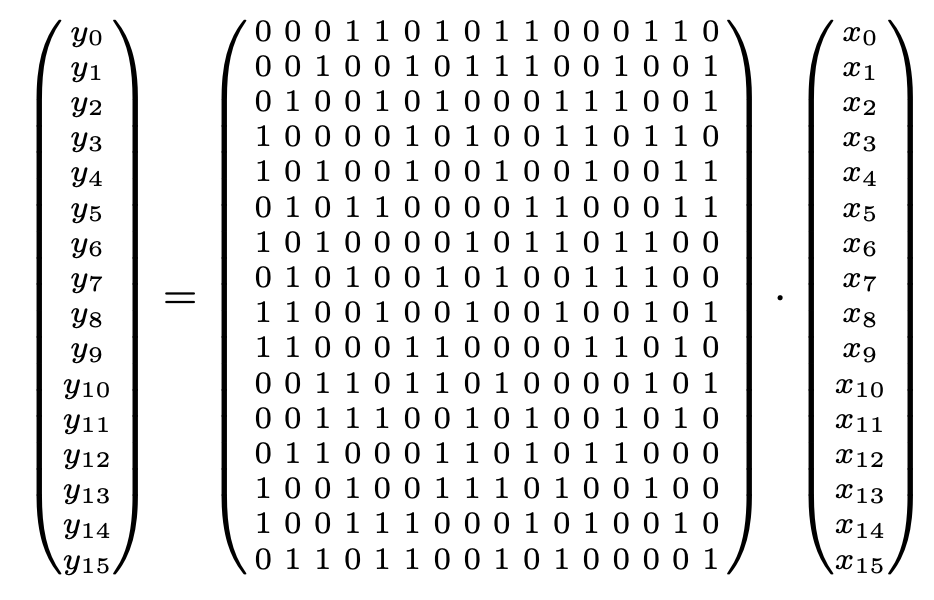 y₀ 0 0 0 1 1 0 1 0 1 1 0 0 0 1 1 0 x₀
y₁ 0 0 1 0 0 1 0 1 1 1 0 0 1 0 0 1 x₁
y₂ 0 1 0 0 1 0 1 0 0 0 1 1 1 0 0 1 x₂
y₃ 1 0 0 0 0 1 0 1 0 0 1 1 0 1 1 0 x₃
y₄ 1 0 1 0 0 1 0 0 1 0 0 1 0 0 1 1 x₄
y₅ 0 1 0 1 1 0 0 0 0 1 1 0 0 0 1 1 x₅
y₆ 1 0 1 0 0 0 0 1 0 1 1 0 1 1 0 0 x₆
y₇ = 0 1 0 1 0 0 1 0 1 0 0 1 1 1 0 0 · x₇
y₈ 1 1 0 0 1 0 0 1 0 0 1 0 0 1 0 1 x₈
y₉ 1 1 0 0 0 1 1 0 0 0 0 1 1 0 1 0 x₉
y₁₀ 0 0 1 1 0 1 1 0 1 0 0 0 0 1 0 1 x₁₀
y₁₁ 0 0 1 1 1 0 0 1 0 1 0 0 1 0 1 0 x₁₁
y₁₂ 0 1 1 0 0 0 1 1 0 1 0 1 1 0 0 0 x₁₂
y₁₃ 1 0 0 1 0 0 1 1 1 0 1 0 0 1 0 0 x₁₃
y₁₄ 1 0 0 1 1 1 0 0 0 1 0 1 0 0 1 0 x₁₄
y₁₅ 0 1 1 0 1 1 0 0 1 0 1 0 0 0 0 1 x₁₅